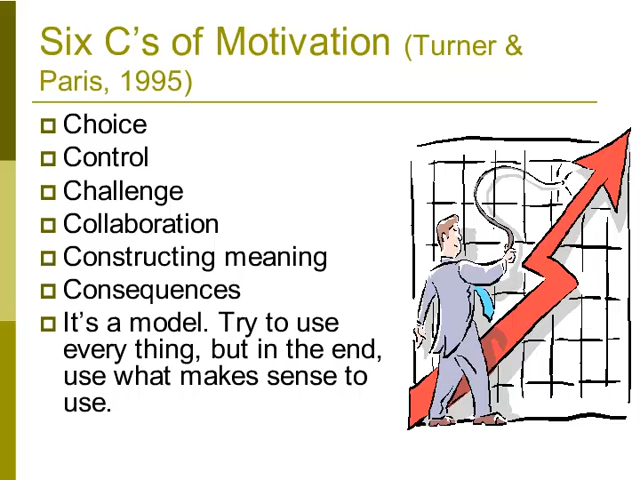 Six C’s of Motivation (Turner &
Paris, 1995)
Choice
Control
Challenge
Collaboration
Constructing meaning
Consequences
It’s a model. Try to use
every thing, but in the end,
use what makes sense to
use.